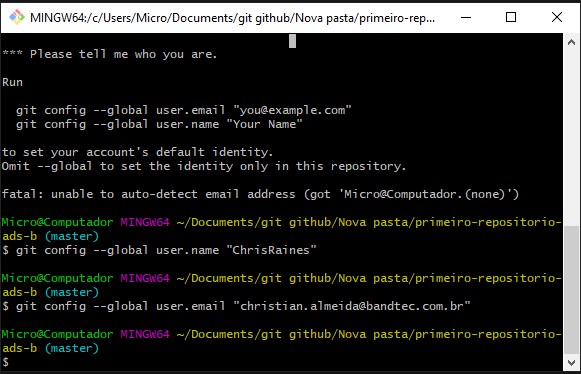 MINGW64:/c/Users/Micro/Documents/git github/Nova pasta/primeiro-rep...
*** Please tell me who you are.
Run
git config --global user.email "you@example.com"
git config --global user.name "Your Name"
to set your account's default identity.
Omit --global to set the identity only in this repository.
fatal: unable to auto-detect email address (got 'Micro@Computador.(none)')
Micro@Computador MINGW64 ~/Documents/git github/Nova pasta/primeiro-repositorio-
ads-b (master)
$ git config --global user.name "ChrisRaines"
Micro@Computador MINGW64 ~/Documents/git github/Nova pasta/primeiro-repositorio-
ads-b (master)
$ git config --global user.email "christian.almeida@bandtec.com.br"
Micro@Computador MINGW64 ~/Documents/git github/Nova pasta/primeiro-repositorio-
ads-b (master)
$